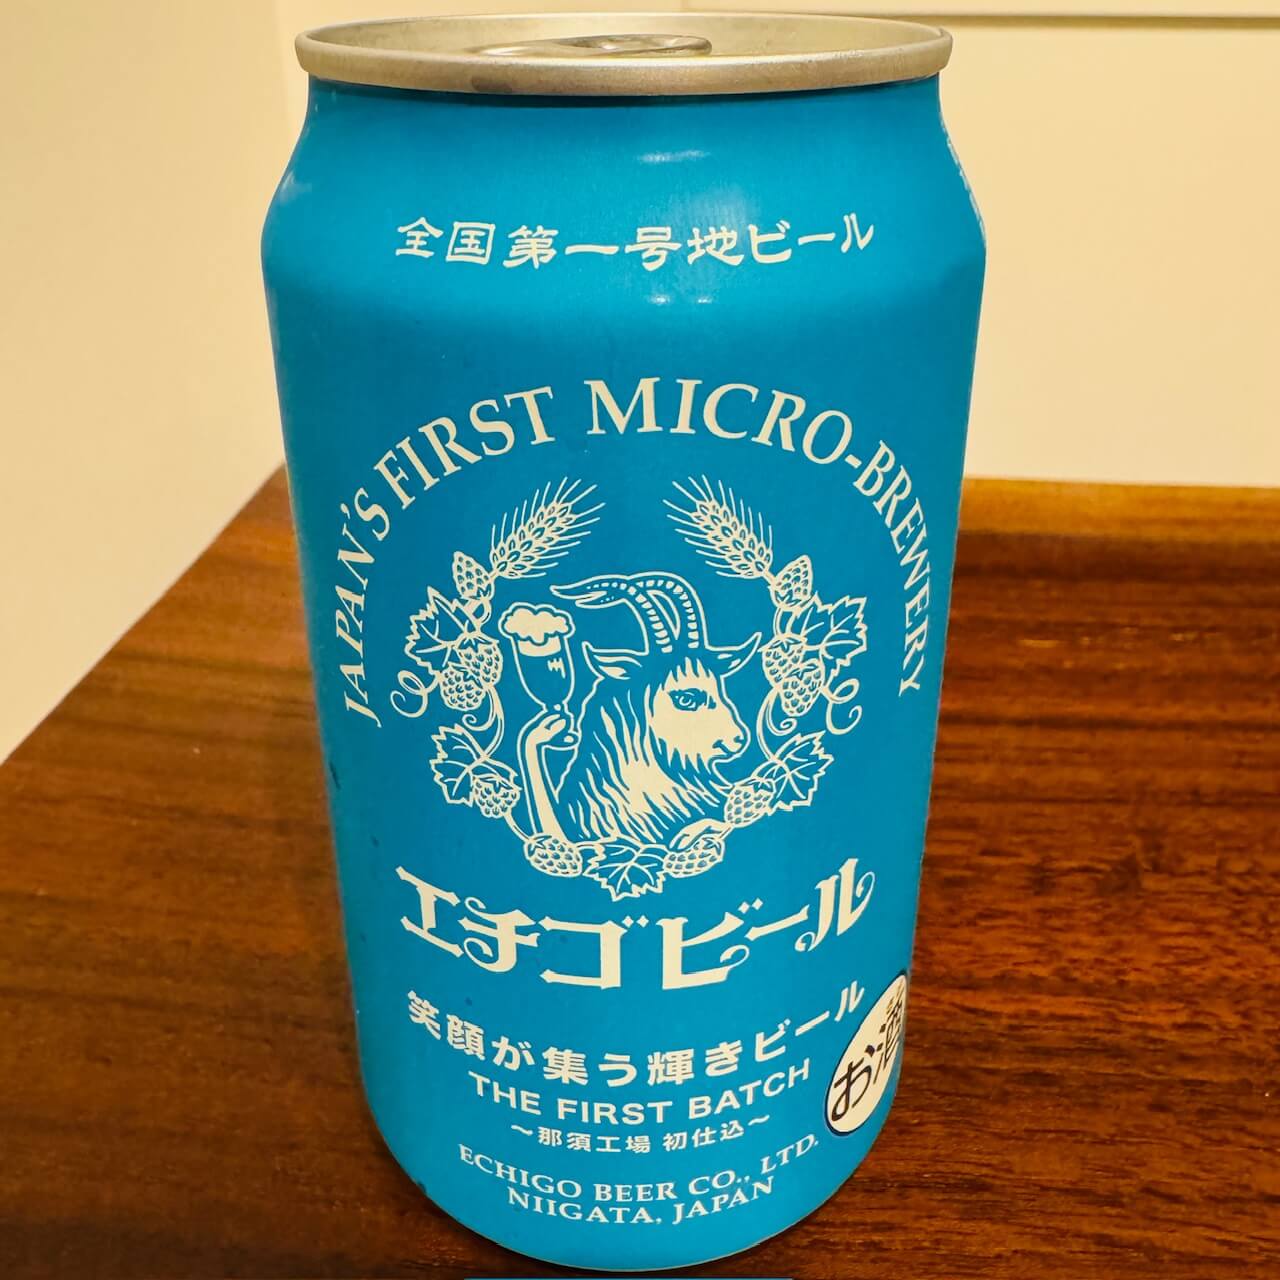 全国第一号地ビール
JAPAN'S FIRST MICRO-BREWERY
エチゴビール
笑顔が集う輝きビール
THE FIRST BATCH
～那須工場 初仕込～
お酒
ECHIGO BEER CO., LTD.
NIIGATA, JAPAN